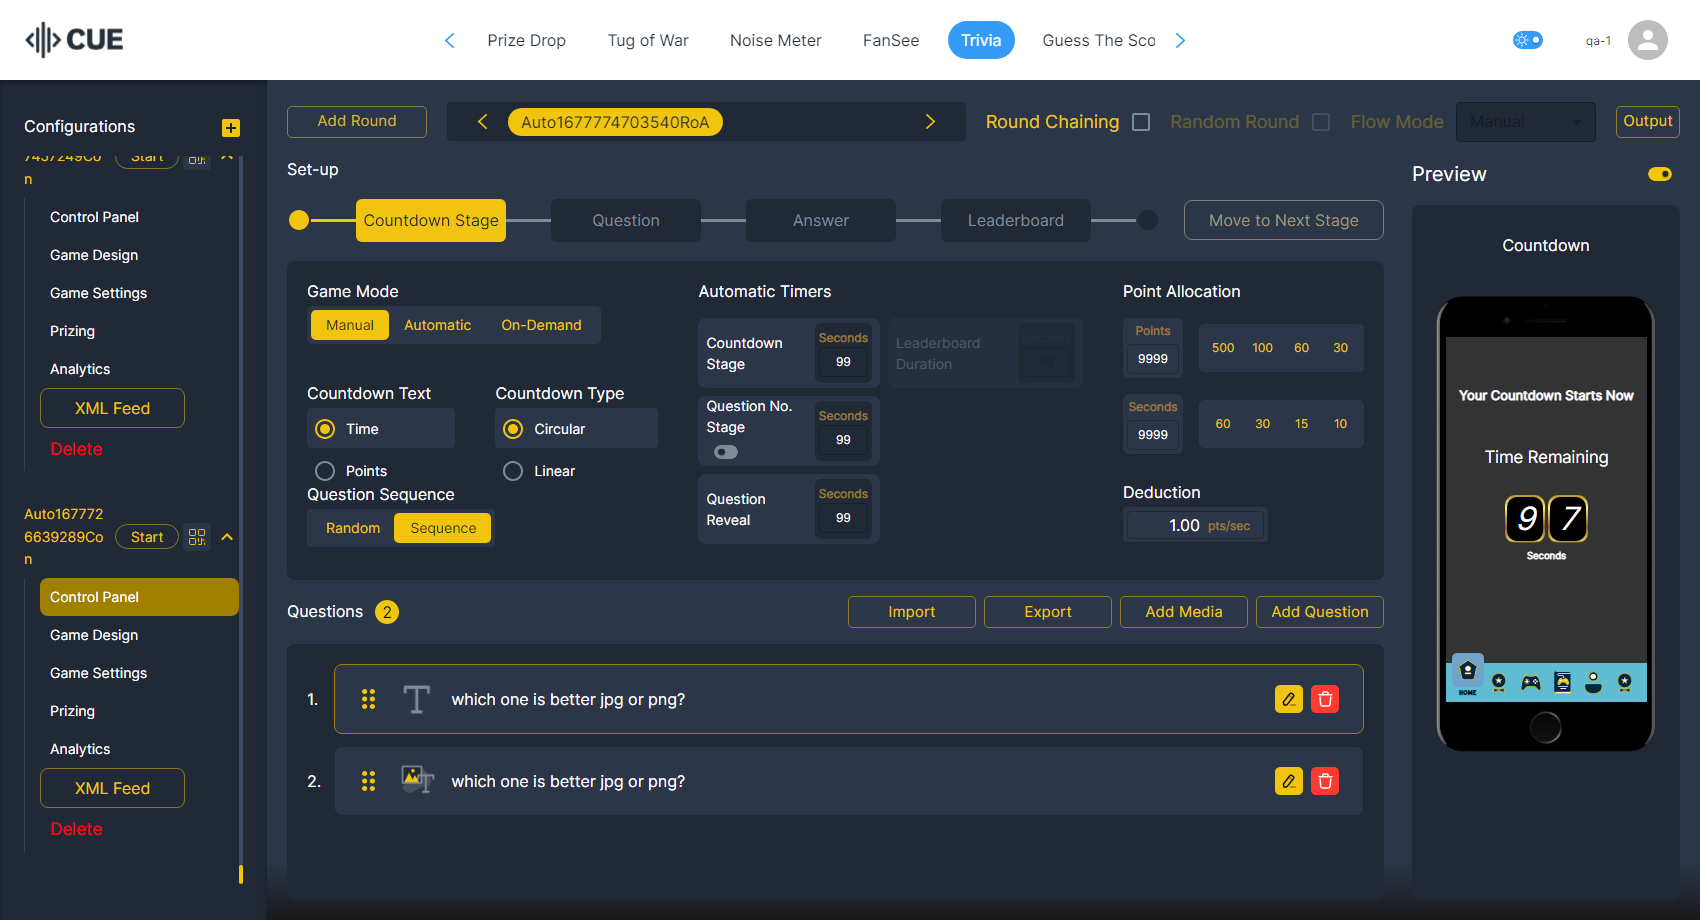 CUE
Prize Drop
Tug of War
Noise Meter
FanSee
Trivia
Guess The Sco
qa-1
Configurations
Start
n
Control Panel
Game Design
Game Settings
Prizing
Analytics
XML Feed
Delete
Auto167772
6639289Co
n
Start
Control Panel
Game Design
Game Settings
Prizing
Analytics
XML Feed
Delete
Add Round
Auto1677774703540RoA
Round Chaining
Random Round
Flow Mode
Manual
Output
Set-up
Countdown Stage
Question
Answer
Leaderboard
Move to Next Stage
Game Mode
Manual
Automatic
On-Demand
Countdown Text
Time
Points
Countdown Type
Circular
Linear
Question Sequence
Random
Sequence
Automatic Timers
Countdown
Stage
Seconds
99
Leaderboard
Duration
Seconds
Question No.
Stage
Seconds
99
Question
Reveal
Seconds
99
Point Allocation
Points
9999
500 100 60 30
Seconds
9999
60 30 15 10
Deduction
1.00 pts/sec
Questions 2
Import
Export
Add Media
Add Question
1. which one is better jpg or png?
2. which one is better jpg or png?
Preview
Countdown
Your Countdown Starts Now
Time Remaining
97
Seconds
HOME